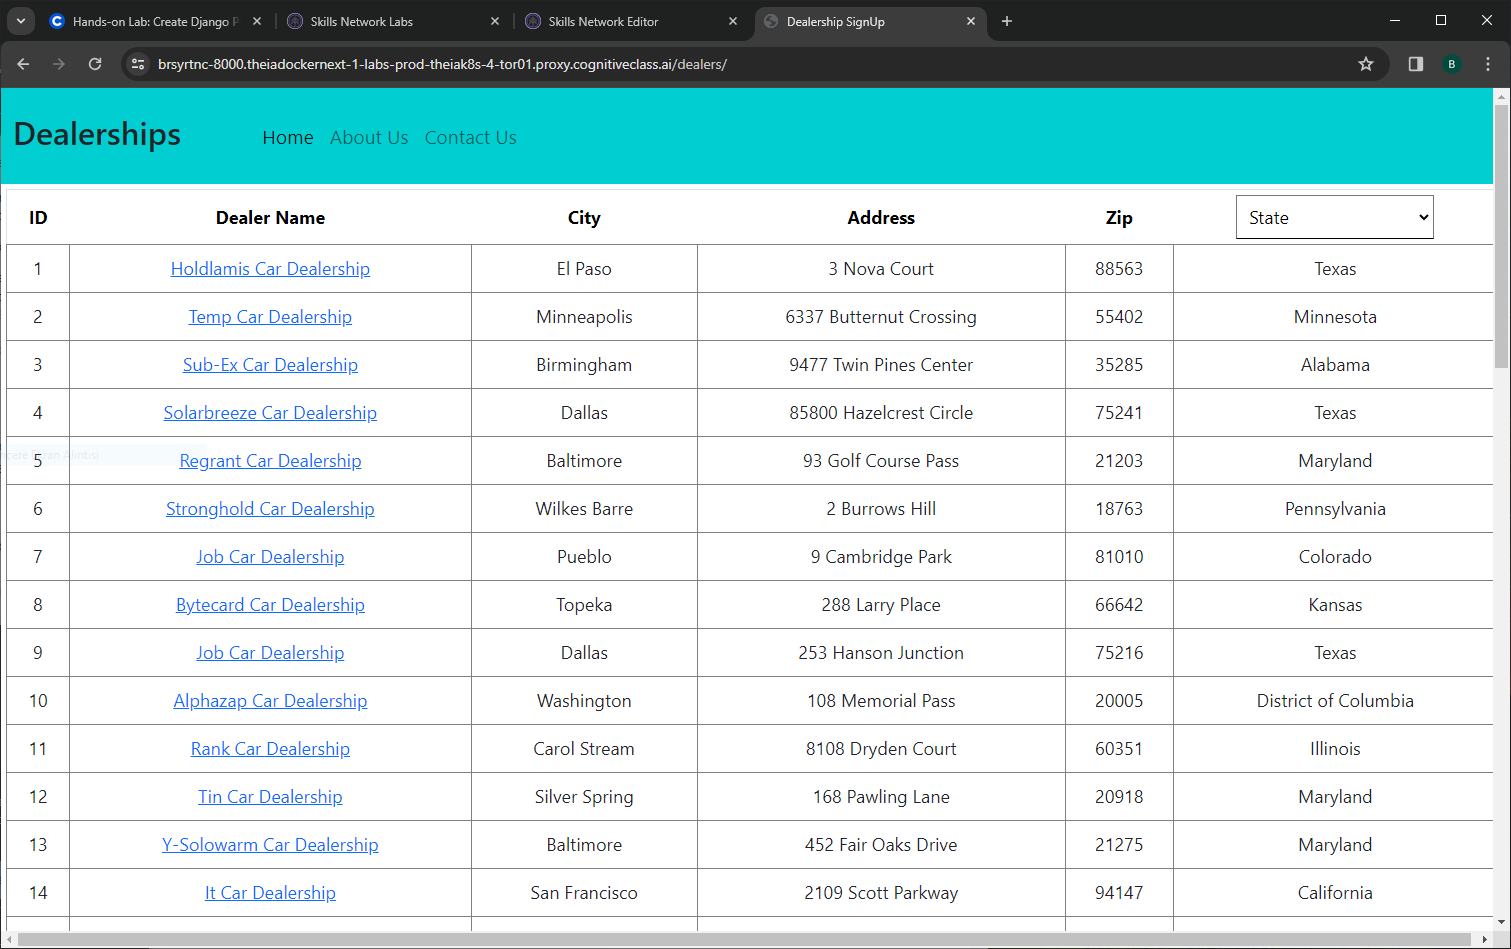 Hands-on Lab: Create Django P
Skills Network Labs
Skills Network Editor
Dealership SignUp
brsyrtnc-8000.theiadockernext-1-labs-prod-theiak8s-4-tor01.proxy.cognitiveclass.ai/dealers/
B
Dealerships Home About Us Contact Us
ID Dealer Name City Address Zip State
1 Holdlamis Car Dealership El Paso 3 Nova Court 88563 Texas
2 Temp Car Dealership Minneapolis 6337 Butternut Crossing 55402 Minnesota
3 Sub-Ex Car Dealership Birmingham 9477 Twin Pines Center 35285 Alabama
4 Solarbreeze Car Dealership Dallas 85800 Hazelcrest Circle 75241 Texas
5 Regrant Car Dealership Baltimore 93 Golf Course Pass 21203 Maryland
6 Stronghold Car Dealership Wilkes Barre 2 Burrows Hill 18763 Pennsylvania
7 Job Car Dealership Pueblo 9 Cambridge Park 81010 Colorado
8 Bytecard Car Dealership Topeka 288 Larry Place 66642 Kansas
9 Job Car Dealership Dallas 253 Hanson Junction 75216 Texas
10 Alphazap Car Dealership Washington 108 Memorial Pass 20005 District of Columbia
11 Rank Car Dealership Carol Stream 8108 Dryden Court 60351 Illinois
12 Tin Car Dealership Silver Spring 168 Pawling Lane 20918 Maryland
13 Y-Solowarm Car Dealership Baltimore 452 Fair Oaks Drive 21275 Maryland
14 It Car Dealership San Francisco 2109 Scott Parkway 94147 California